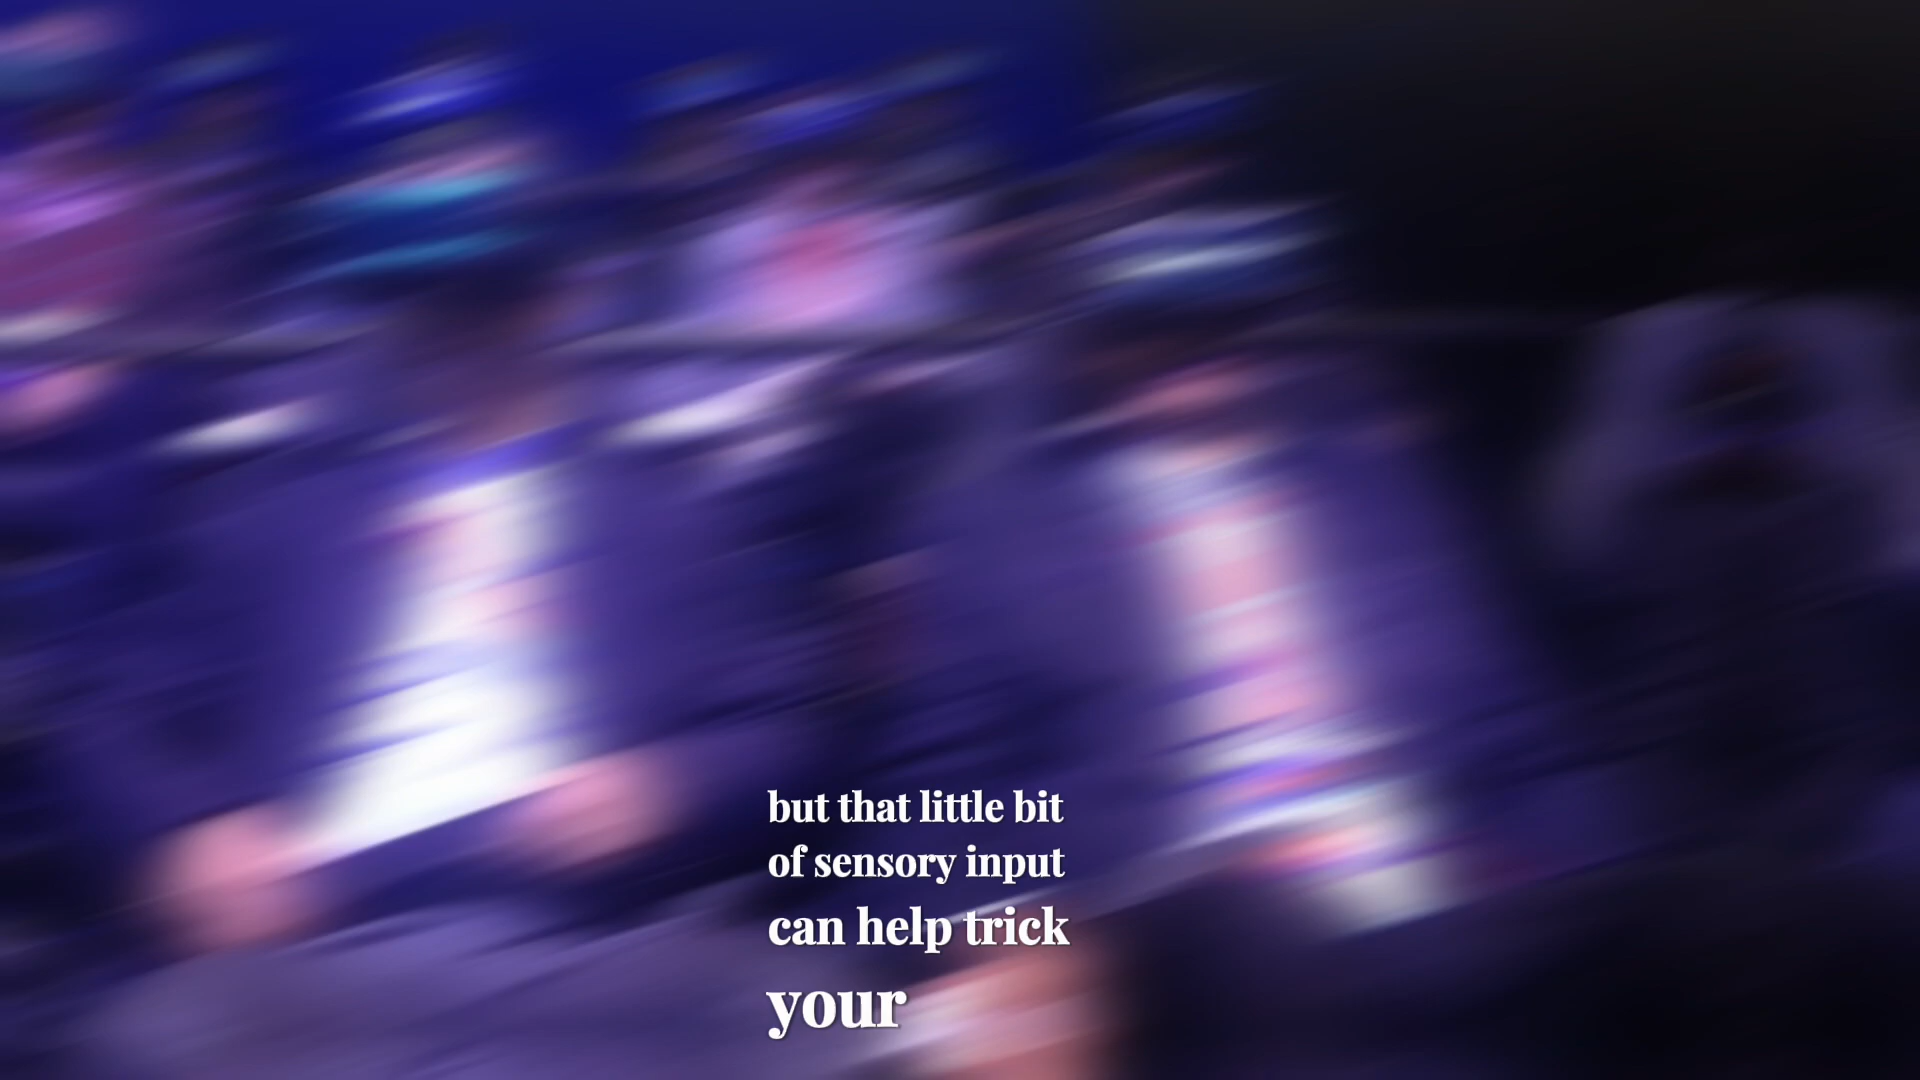 but that little bit
of sensory input
can help trick
your